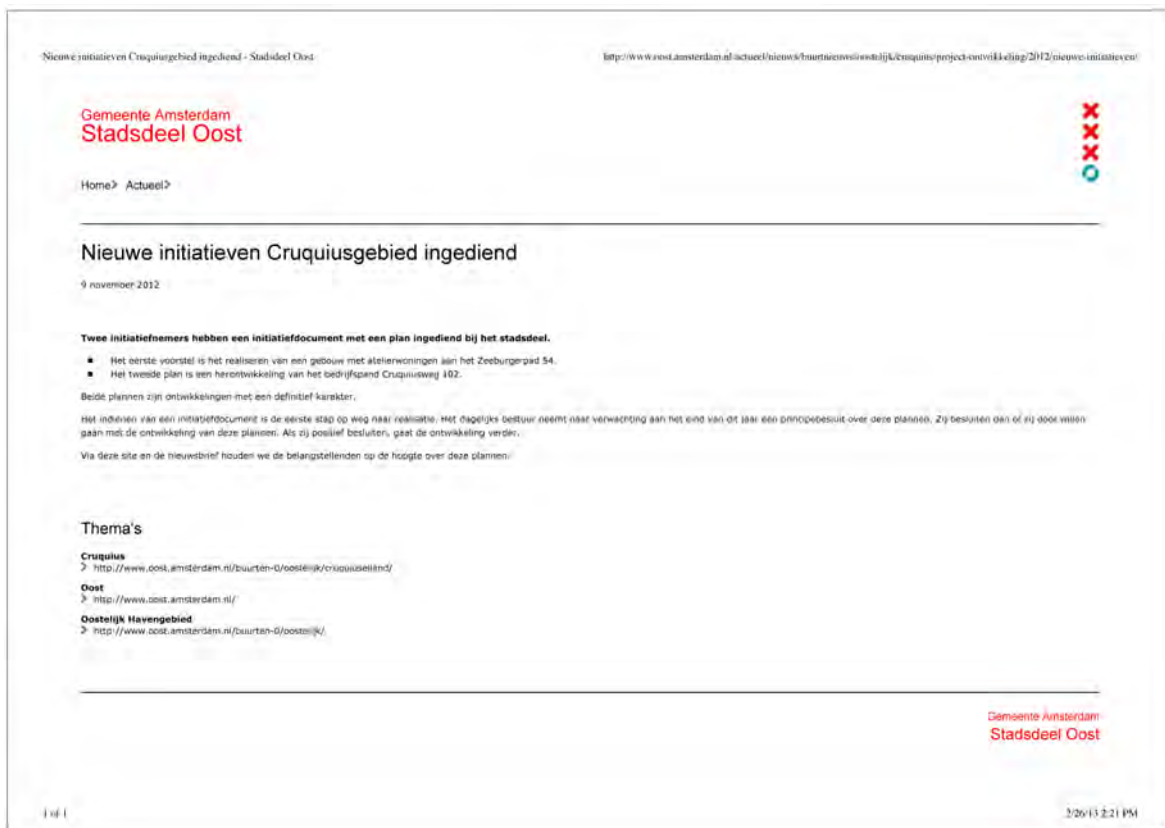 Nieuwe initiatieven Cruquiusgebied ingediend - Stadsdeel Oost
http://www.oost.amsterdam.nl/actueel/nieuws/buurtnieuws/oostelijk/cruquius/project-ontwikkeling/2012/nieuwe-initiatieven/
Gemeente Amsterdam
Stadsdeel Oost
Home> Actueel>
Nieuwe initiatieven Cruquiusgebied ingediend
9 november 2012
Twee initiatiefnemers hebben een initiatiefdocument met een plan ingediend bij het stadsdeel.
▪ Het eerste voorstel is het realiseren van een gebouw met atelierwoningen aan het Zeeburgerpad 54.
▪ Het tweede plan is een herontwikkeling van het bedrijfspand Cruquiusweg 102.
Beide plannen zijn ontwikkelingen met een definitief karakter.
Het indienen van een initiatiefdocument is de eerste stap op weg naar realisatie. Het dagelijks bestuur neemt naar verwachting aan het eind van dit jaar een principebesluit over deze plannen. Zij besluiten dan of zij door willen
gaan met de ontwikkeling van deze plannen. Als zij positief besluiten, gaat de ontwikkeling verder.
Via deze site en de nieuwsbrief houden we de belangstellenden op de hoogte over deze plannen.
Thema's
Cruquius
> http://www.oost.amsterdam.nl/buurten-0/oostelijk/cruquiuseiland/
Oost
> http://www.oost.amsterdam.nl/
Oostelijk Havengebied
> http://www.oost.amsterdam.nl/buurten-0/oostelijk/
Gemeente Amsterdam
Stadsdeel Oost
1 of 1
2/26/13 2:21 PM